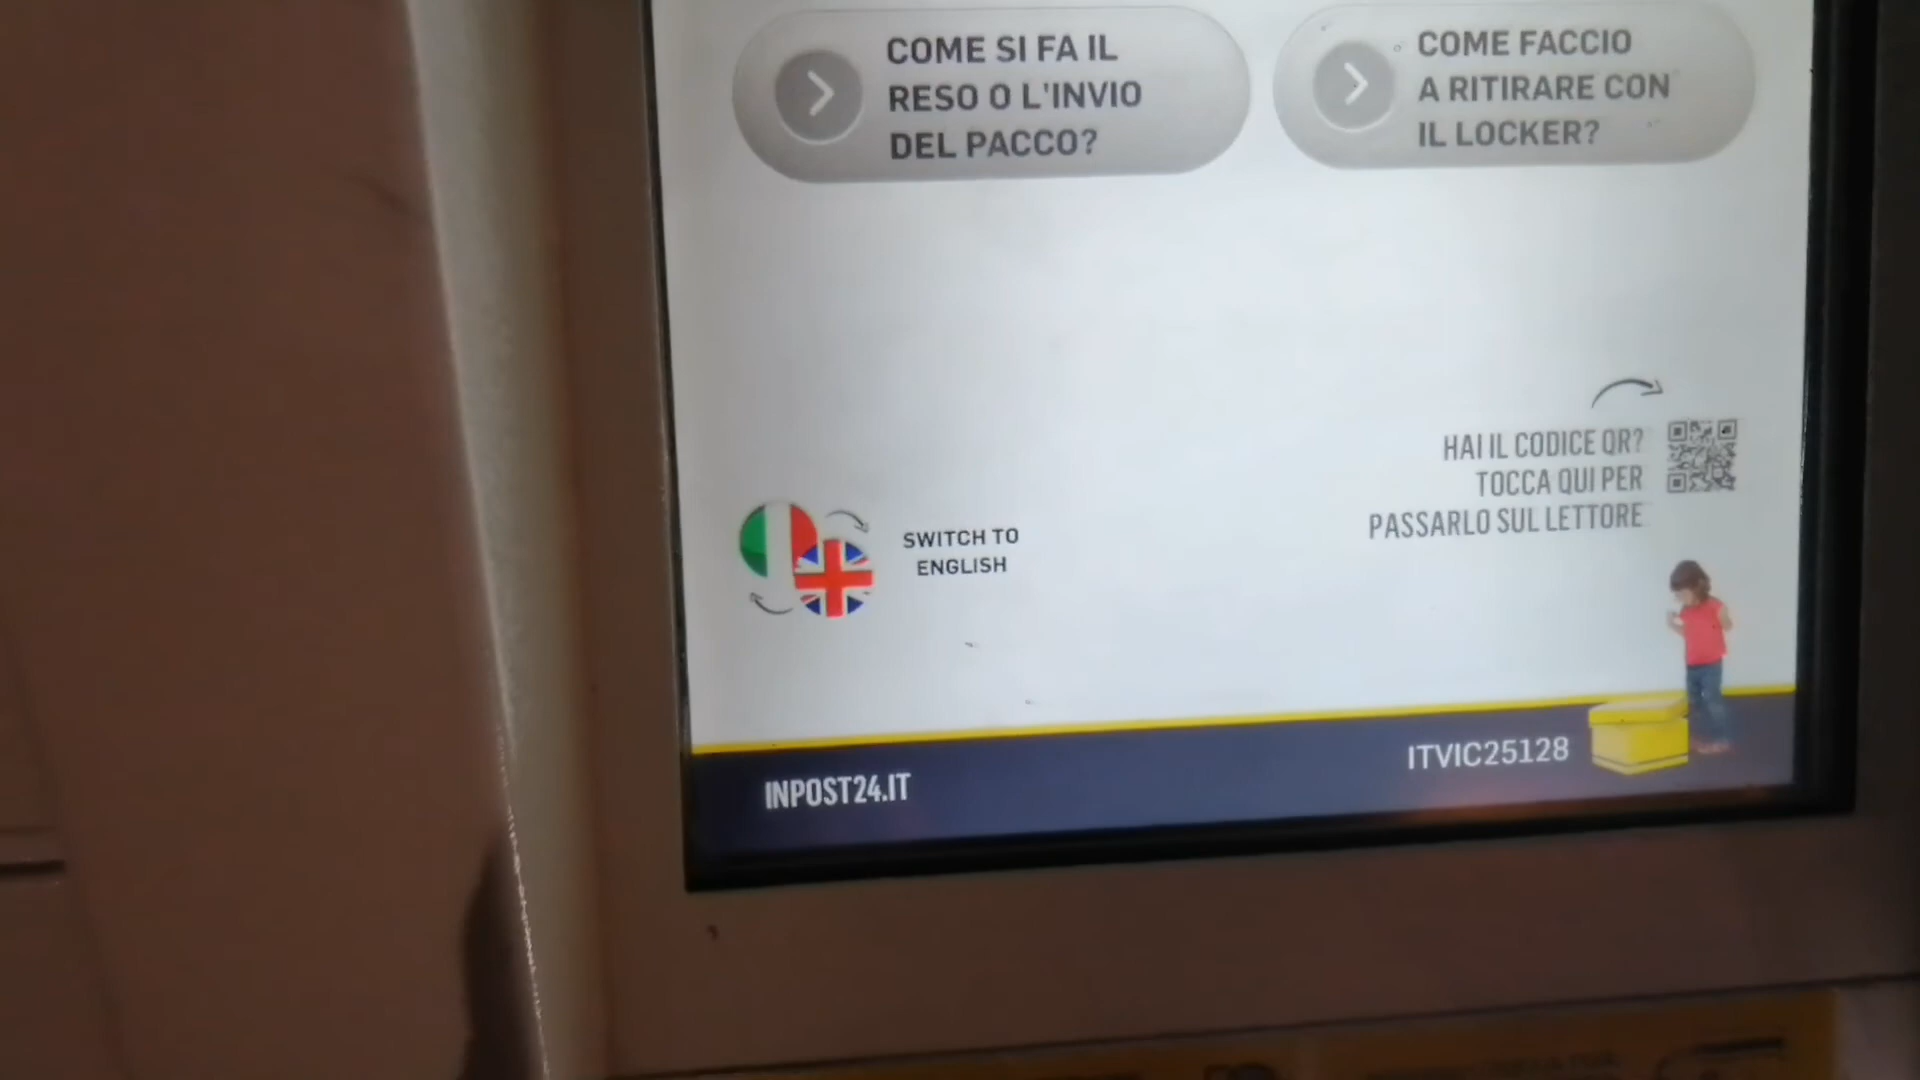 COME SI FA IL
RESO O L'INVIO
DEL PACCO?
COME FACCIO
A RITIRARE CON
IL LOCKER?
HAI IL CODICE QR?
TOCCA QUI PER
PASSARLO SUL LETTORE
SWITCH TO
ENGLISH
INPOST24.IT
ITVIC25128